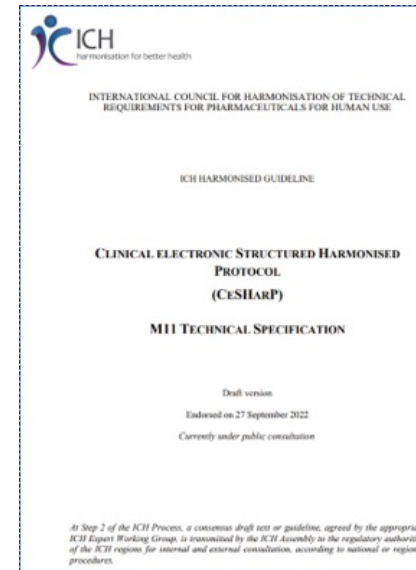 ICH
harmonisation for better health
INTERNATIONAL COUNCIL FOR HARMONISATION OF TECHNICAL
REQUIREMENTS FOR PHARMACEUTICALS FOR HUMAN USE
ICH HARMONISED GUIDELINE
CLINICAL ELECTRONIC STRUCTURED HARMONISED
PROTOCOL
(CESHARP)
M11 TECHNICAL SPECIFICATION
Draft version
Endorsed on 27 September 2022
Currently under public consultation
At Step 2 of the ICH Process, a consensus draft text or guideline, agreed by the appropri
ICH Expert Working Group, is transmitted by the ICH Assembly to the regulatory authoriti
of the ICH regions for internal and external consultation, according to national or region
procedures.